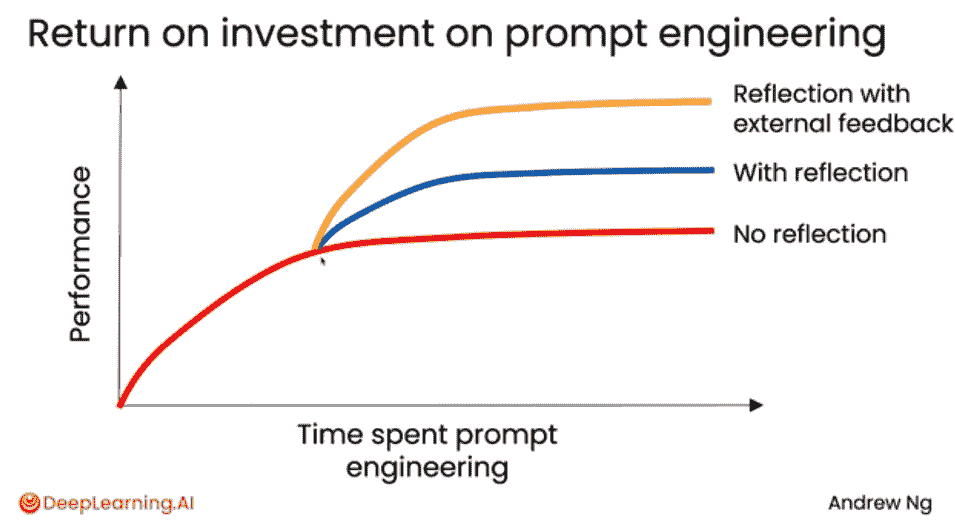 Return on investment on prompt engineering
Reflection with
external feedback
With reflection
No reflection
Performance
Time spent prompt
engineering
DeepLearning.AI
Andrew Ng